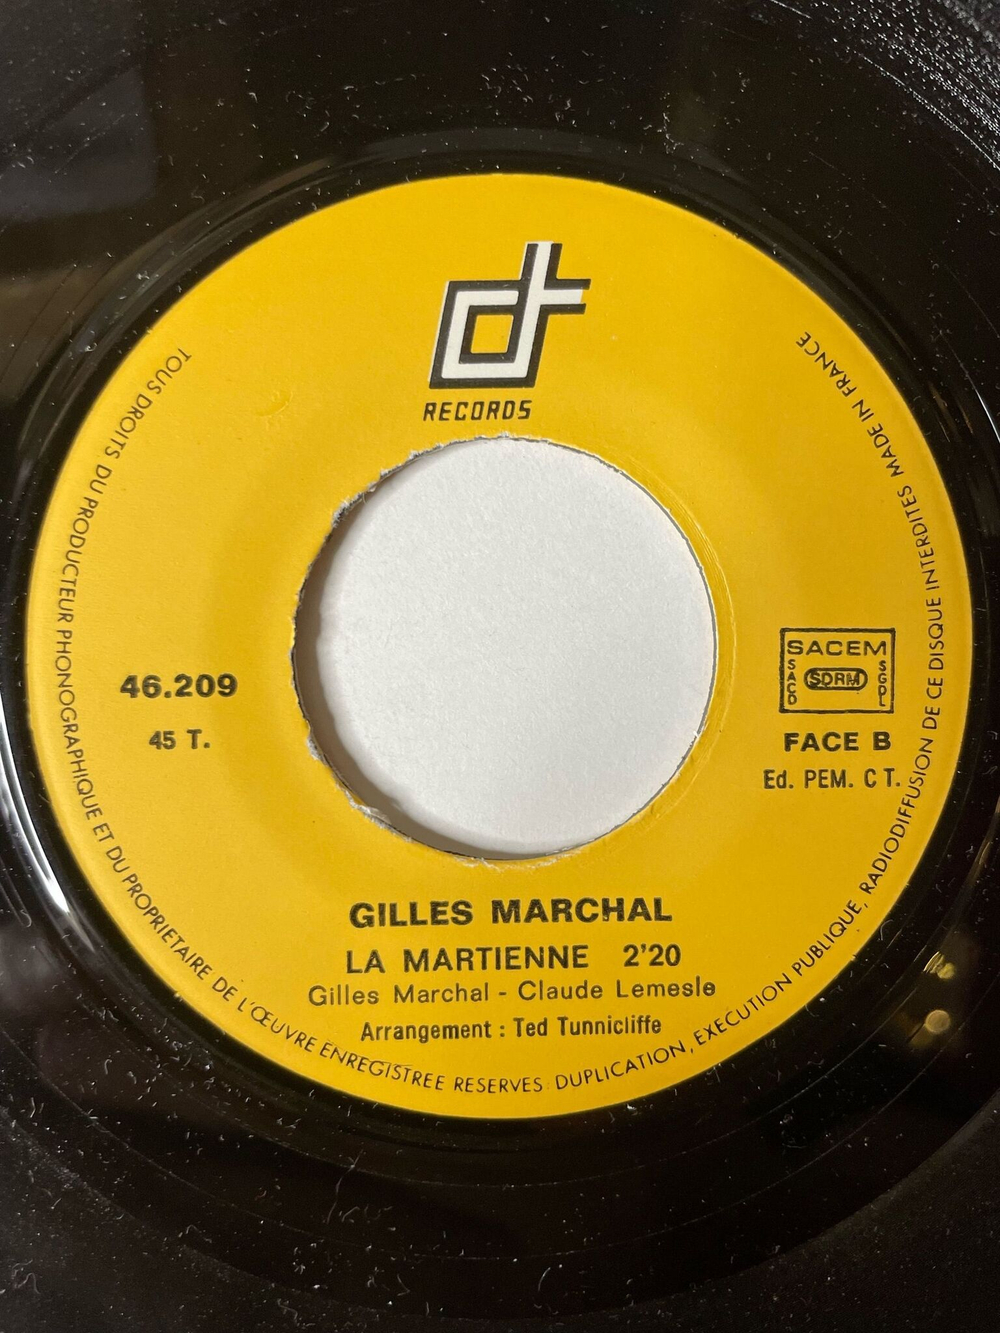 ct
RECORDS
TOUS DROITS DU PRODUCTEUR PHONOGRAPHIQUE ET DU PROPRIETAIRE DE L'ŒUVRE ENREGISTREE RESERVES. DUPLICATION, EXECUTION PUBLIQUE, RADIODIFFUSION DE CE DISQUE INTERDITES MADE IN FRANCE
46.209
45 T.
SACEM
SACD
SDRM
SGDL
FACE B
Ed. PEM. C T.
GILLES MARCHAL
LA MARTIENNE 2'20
Gilles Marchal - Claude Lemesle
Arrangement : Ted Tunnicliffe